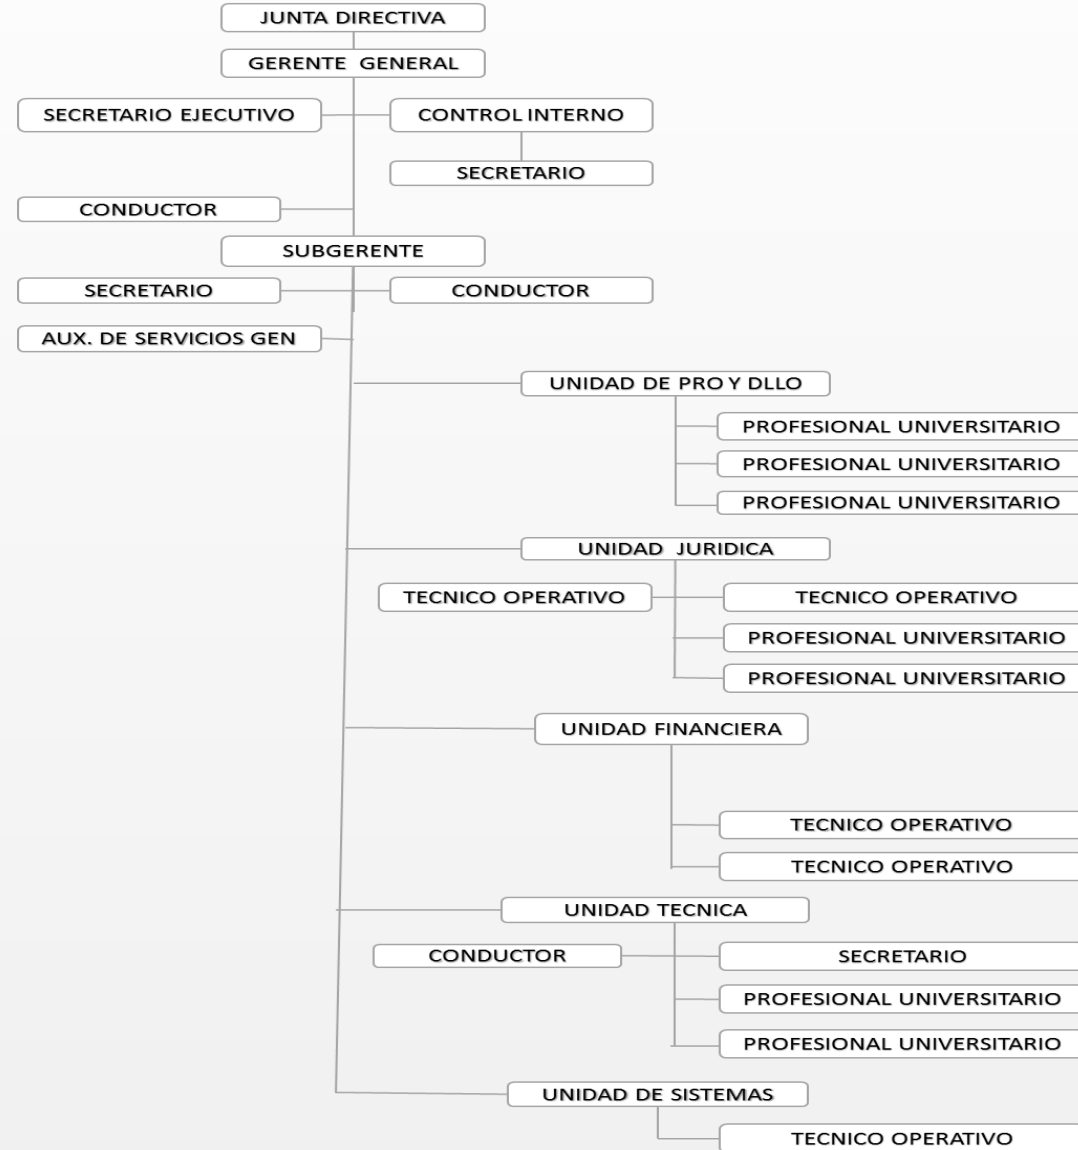 JUNTA DIRECTIVA
GERENTE GENERAL
SECRETARIO EJECUTIVO
CONTROL INTERNO
SECRETARIO
CONDUCTOR
SUBGERENTE
SECRETARIO
CONDUCTOR
AUX. DE SERVICIOS GEN
UNIDAD DE PRO Y DLLO
PROFESIONAL UNIVERSITARIO
PROFESIONAL UNIVERSITARIO
PROFESIONAL UNIVERSITARIO
UNIDAD JURIDICA
TECNICO OPERATIVO
TECNICO OPERATIVO
PROFESIONAL UNIVERSITARIO
PROFESIONAL UNIVERSITARIO
UNIDAD FINANCIERA
TECNICO OPERATIVO
TECNICO OPERATIVO
UNIDAD TECNICA
CONDUCTOR
SECRETARIO
PROFESIONAL UNIVERSITARIO
PROFESIONAL UNIVERSITARIO
UNIDAD DE SISTEMAS
TECNICO OPERATIVO